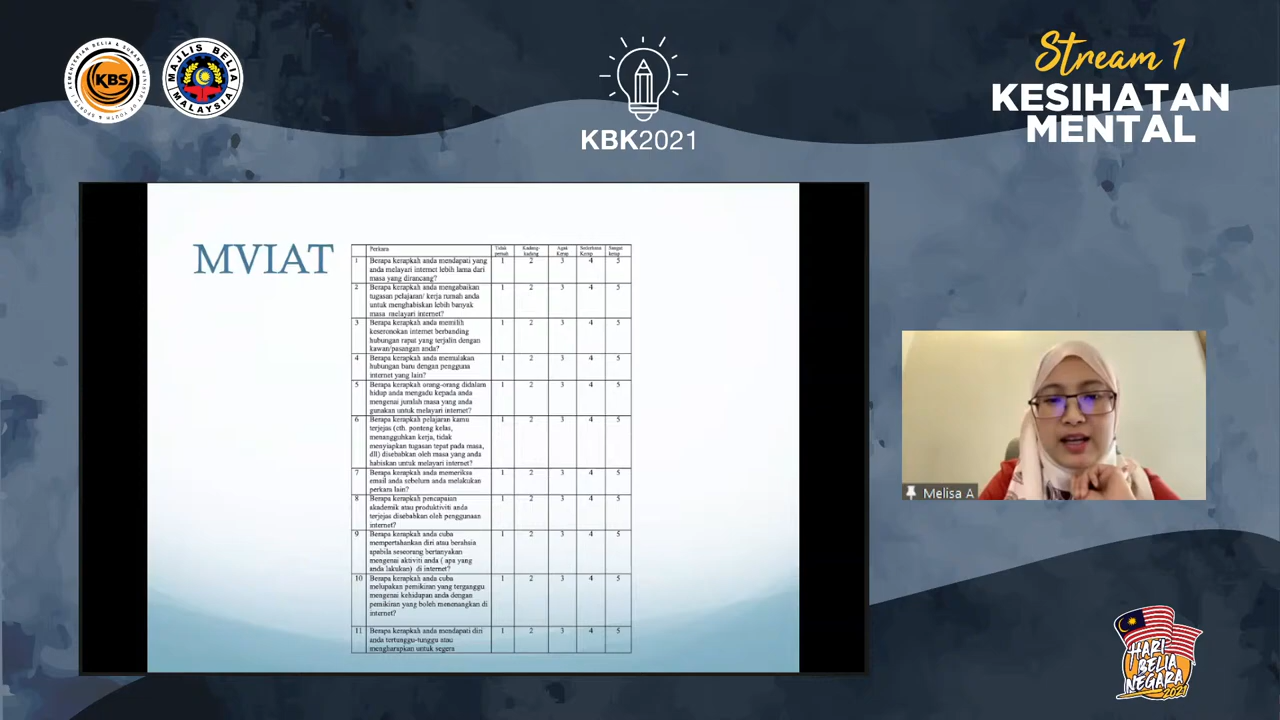 KEMENTERIAN BELIA & SUKAN | MINISTRY OF YOUTH & SPORTS |
KBS
MAJLIS BELIA
MALAYSIA
KBK2021
Stream 1
KESIHATAN
MENTAL
MVIAT
Perkara
Tidak
pernah
Kadang-
kadang
Agak
Kerap
Sederhana
Kerap
Sangat
kerap
1 Berapa kerapkah anda mendapati yang 1 2 3 4 5
anda melayari internet lebih lama dari
masa yang dirancang?
2 Berapa kerapkah anda mengabaikan 1 2 3 4 5
tugasan pelajaran/ kerja rumah anda
untuk menghabiskan lebih banyak
masa melayari internet?
3 Berapa kerapkah anda memilih 1 2 3 4 5
keseronokan internet berbanding
hubungan rapat yang terjalin dengan
kawan/pasangan anda?
4 Berapa kerapkah anda memulakan 1 2 3 4 5
hubungan baru dengan pengguna
internet yang lain?
5 Berapa kerapkah orang-orang didalam 1 2 3 4 5
hidup anda mengadu kepada anda
mengenai jumlah masa yang anda
gunakan untuk melayari internet?
6 Berapa kerapkah pelajaran kamu 1 2 3 4 5
terjejas (cth. ponteng kelas,
menangguhkan kerja, tidak
menyiapkan tugasan tepat pada masa,
dll) disebabkan oleh masa yang anda
habiskan untuk melayari internet?
7 Berapa kerapkah anda memeriksa 1 2 3 4 5
email anda sebelum anda melakukan
perkara lain?
8 Berapa kerapkah pencapaian 1 2 3 4 5
akademik atau produktiviti anda
terjejas disebabkan oleh penggunaan
internet?
9 Berapa kerapkah anda cuba 1 2 3 4 5
mempertahankan diri atau berahsia
apabila seseorang bertanyakan
mengenai aktiviti anda ( apa yang
anda lakukan) di internet?
10 Berapa kerapkah anda cuba 1 2 3 4 5
melupakan pemikiran yang terganggu
mengenai kehidupan anda dengan
pemikiran yang boleh menenangkan di
internet?
11 Berapa kerapkah anda mendapati diri 1 2 3 4 5
anda tertunggu-tunggu atau
mengharapkan untuk segera
Melisa A
HARI
BELIA
NEGARA
2021